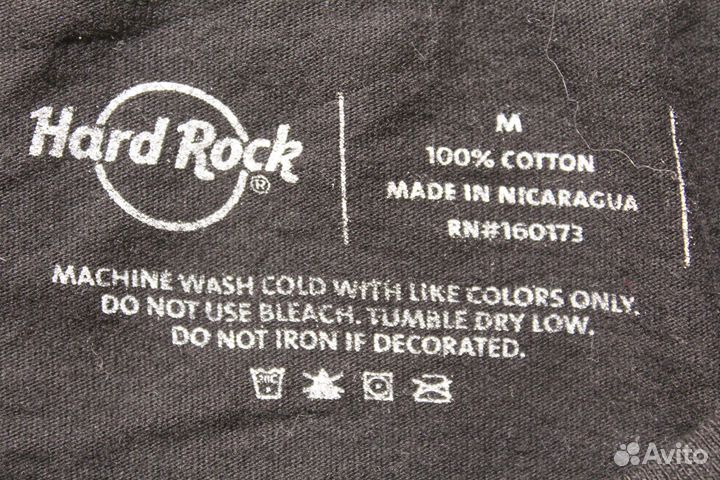 Hard Rock ®
M
100% COTTON
MADE IN NICARAGUA
RN#160173
MACHINE WASH COLD WITH LIKE COLORS ONLY.
DO NOT USE BLEACH. TUMBLE DRY LOW.
DO NOT IRON IF DECORATED.
Avito